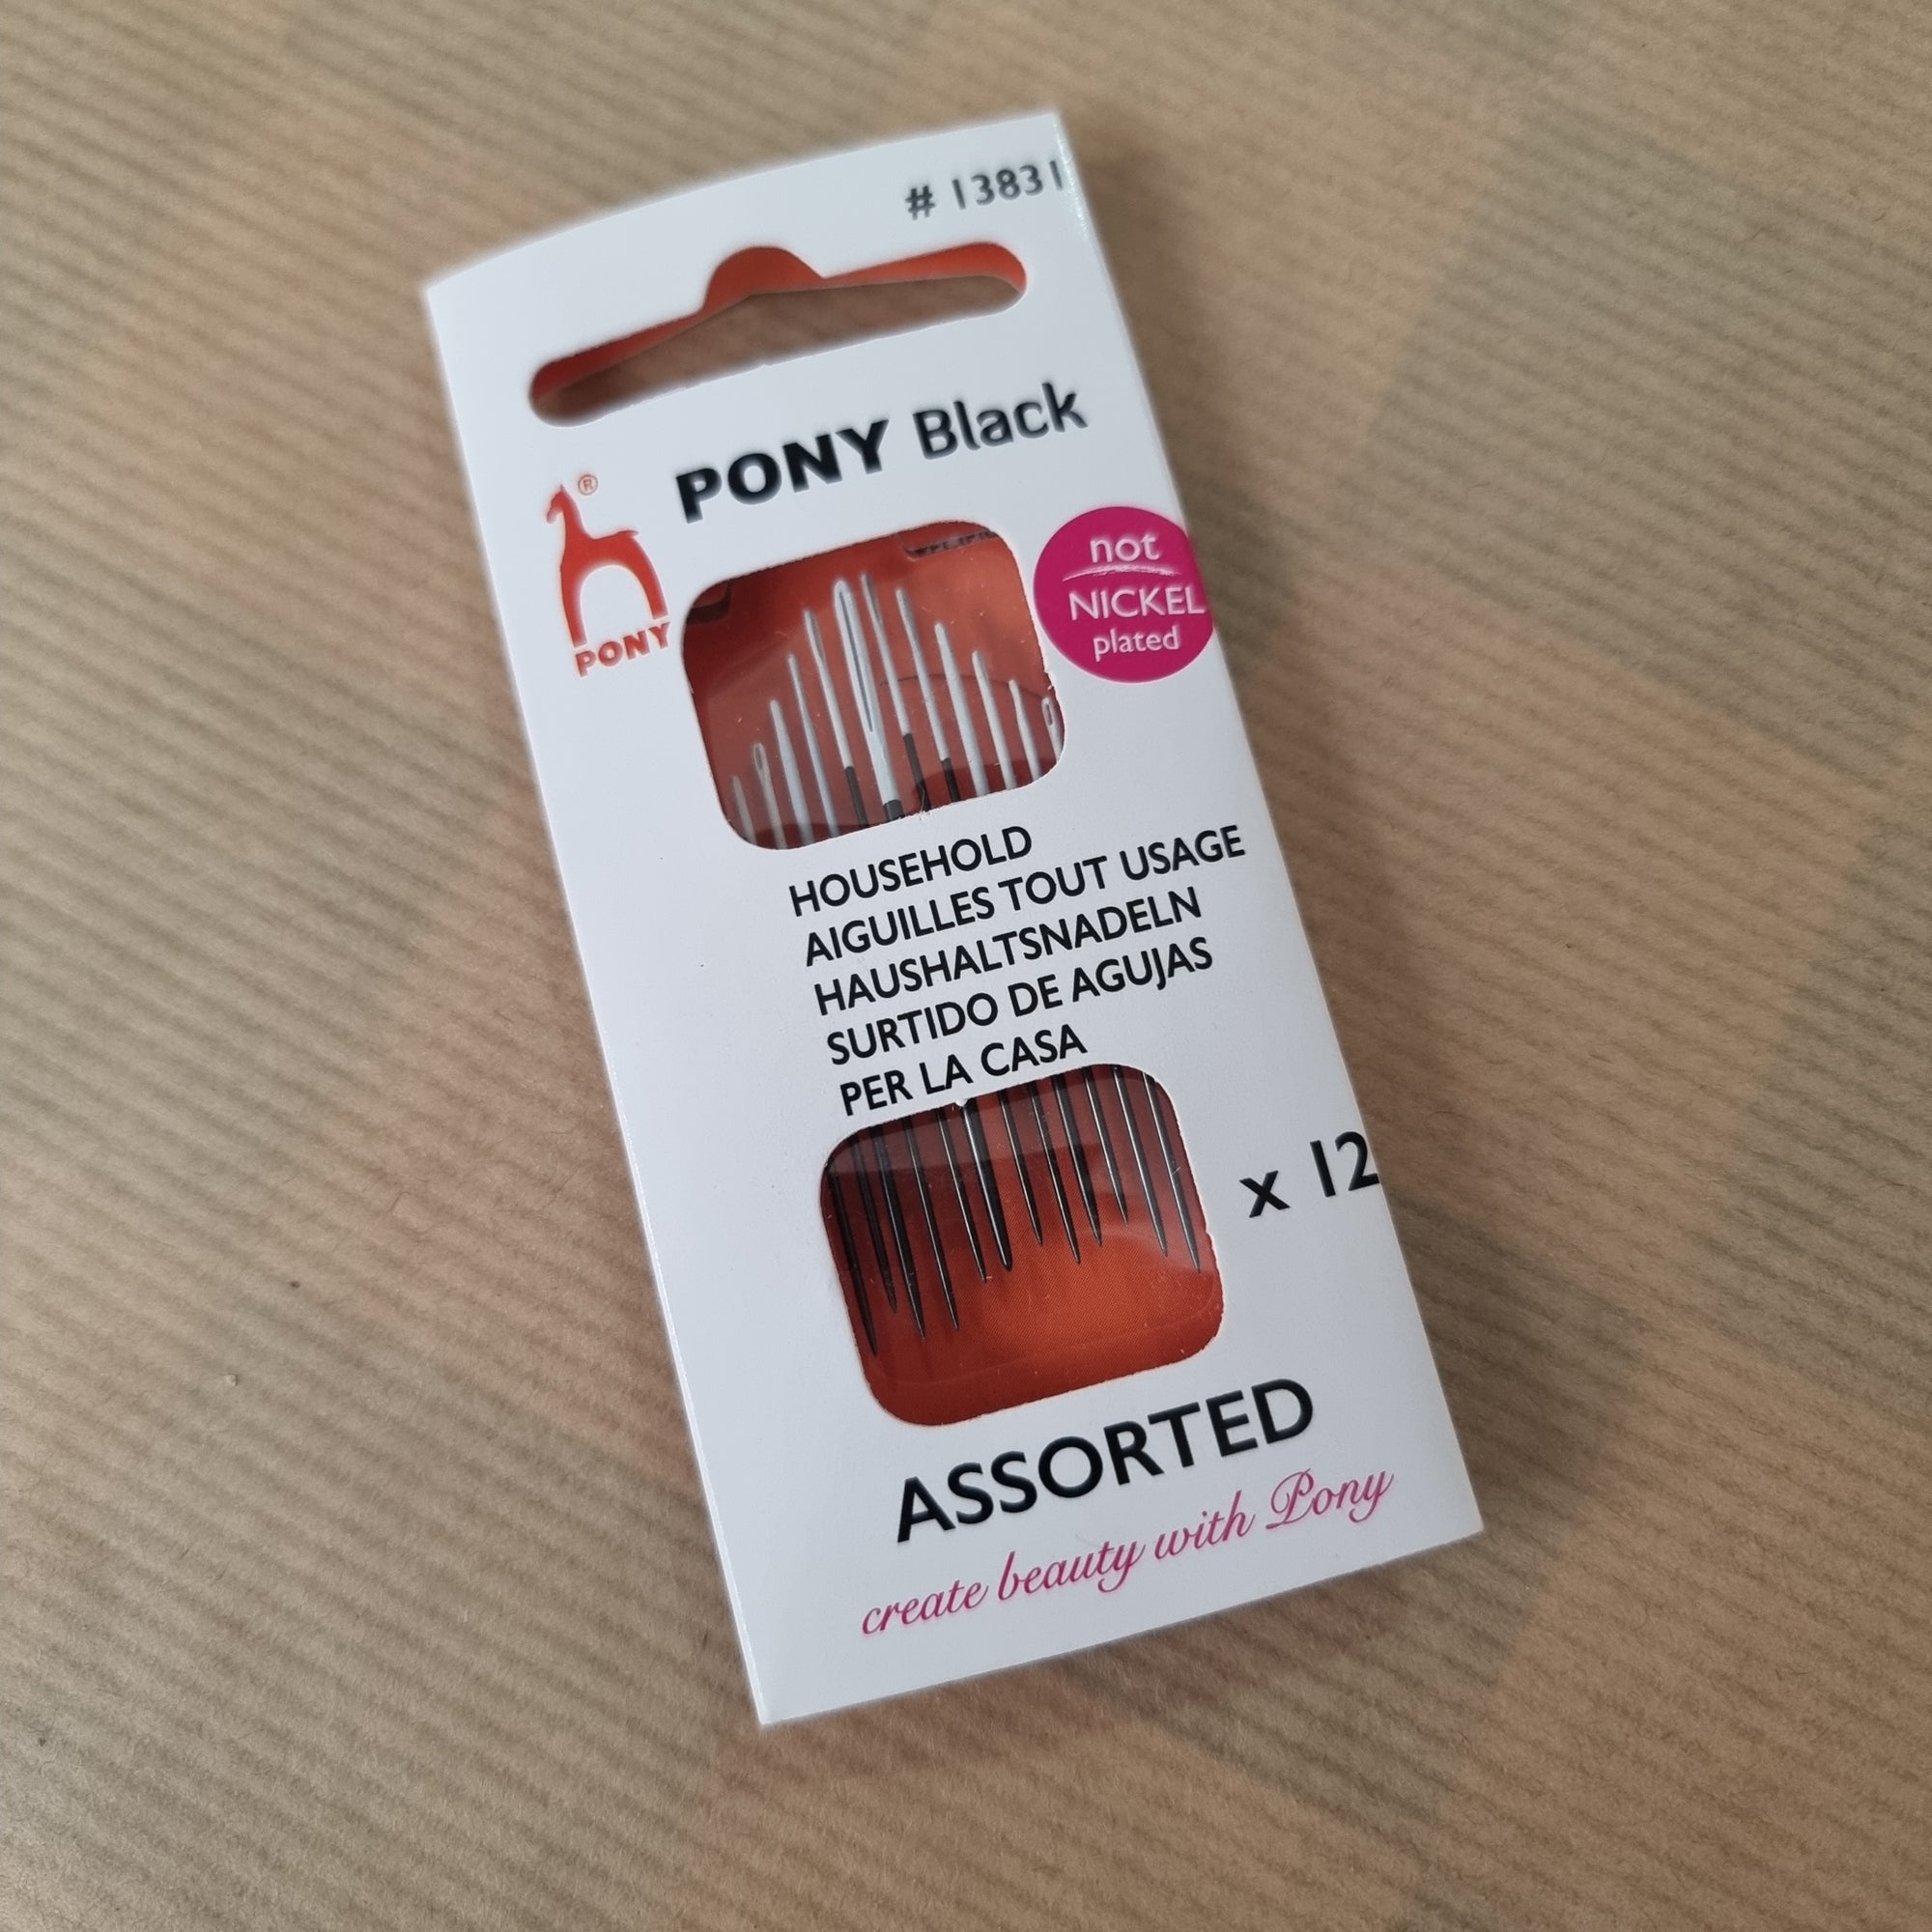 # 13831
PONY Black
®
PONY
not
NICKEL
plated
HOUSEHOLD
AIGUILLES TOUT USAGE
HAUSHALTSNADELN
SURTIDO DE AGUJAS
PER LA CASA
x 12
ASSORTED
create beauty with Pony